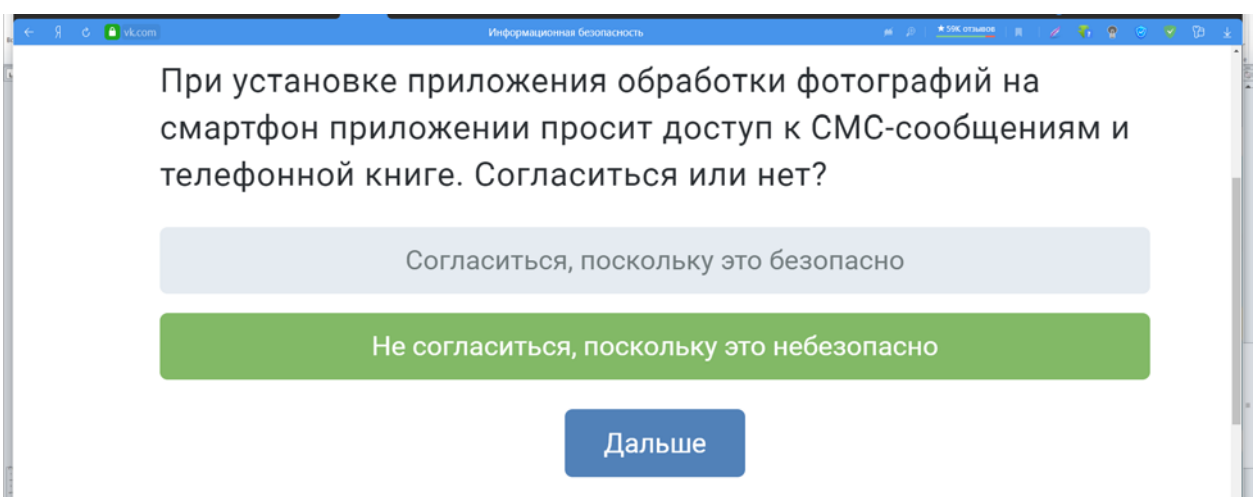 vk.com
Информационная безопасность
★ 59K отзывов
При установке приложения обработки фотографий на
смартфон приложении просит доступ к СМС-сообщениям и
телефонной книге. Согласиться или нет?
Согласиться, поскольку это безопасно
Не согласиться, поскольку это небезопасно
Дальше